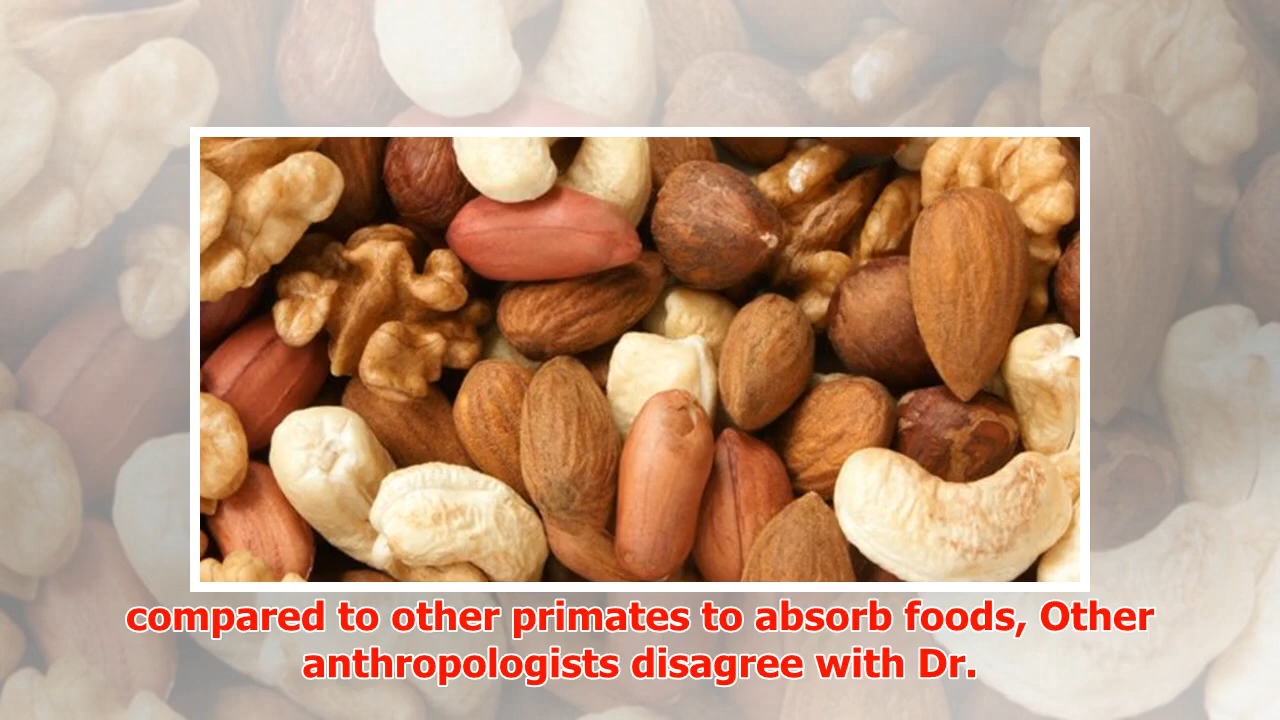 compared to other primates to absorb foods, Other
anthropologists disagree with Dr.